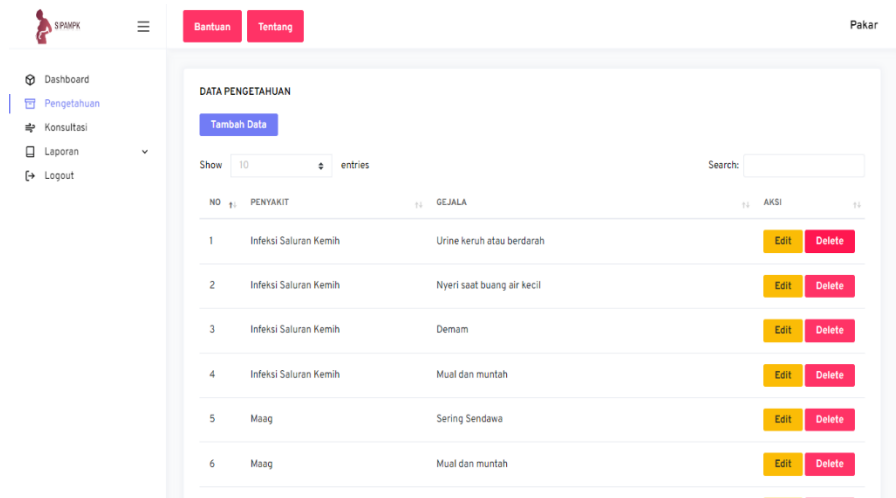 SIPAMPK
Bantuan Tentang Pakar
Dashboard
Pengetahuan
Konsultasi
Laporan
Logout
DATA PENGETAHUAN
Tambah Data
Show 10 entries Search:
NO PENYAKIT GEJALA AKSI
1 Infeksi Saluran Kemih Urine keruh atau berdarah Edit Delete
2 Infeksi Saluran Kemih Nyeri saat buang air kecil Edit Delete
3 Infeksi Saluran Kemih Demam Edit Delete
4 Infeksi Saluran Kemih Mual dan muntah Edit Delete
5 Maag Sering Sendawa Edit Delete
6 Maag Mual dan muntah Edit Delete